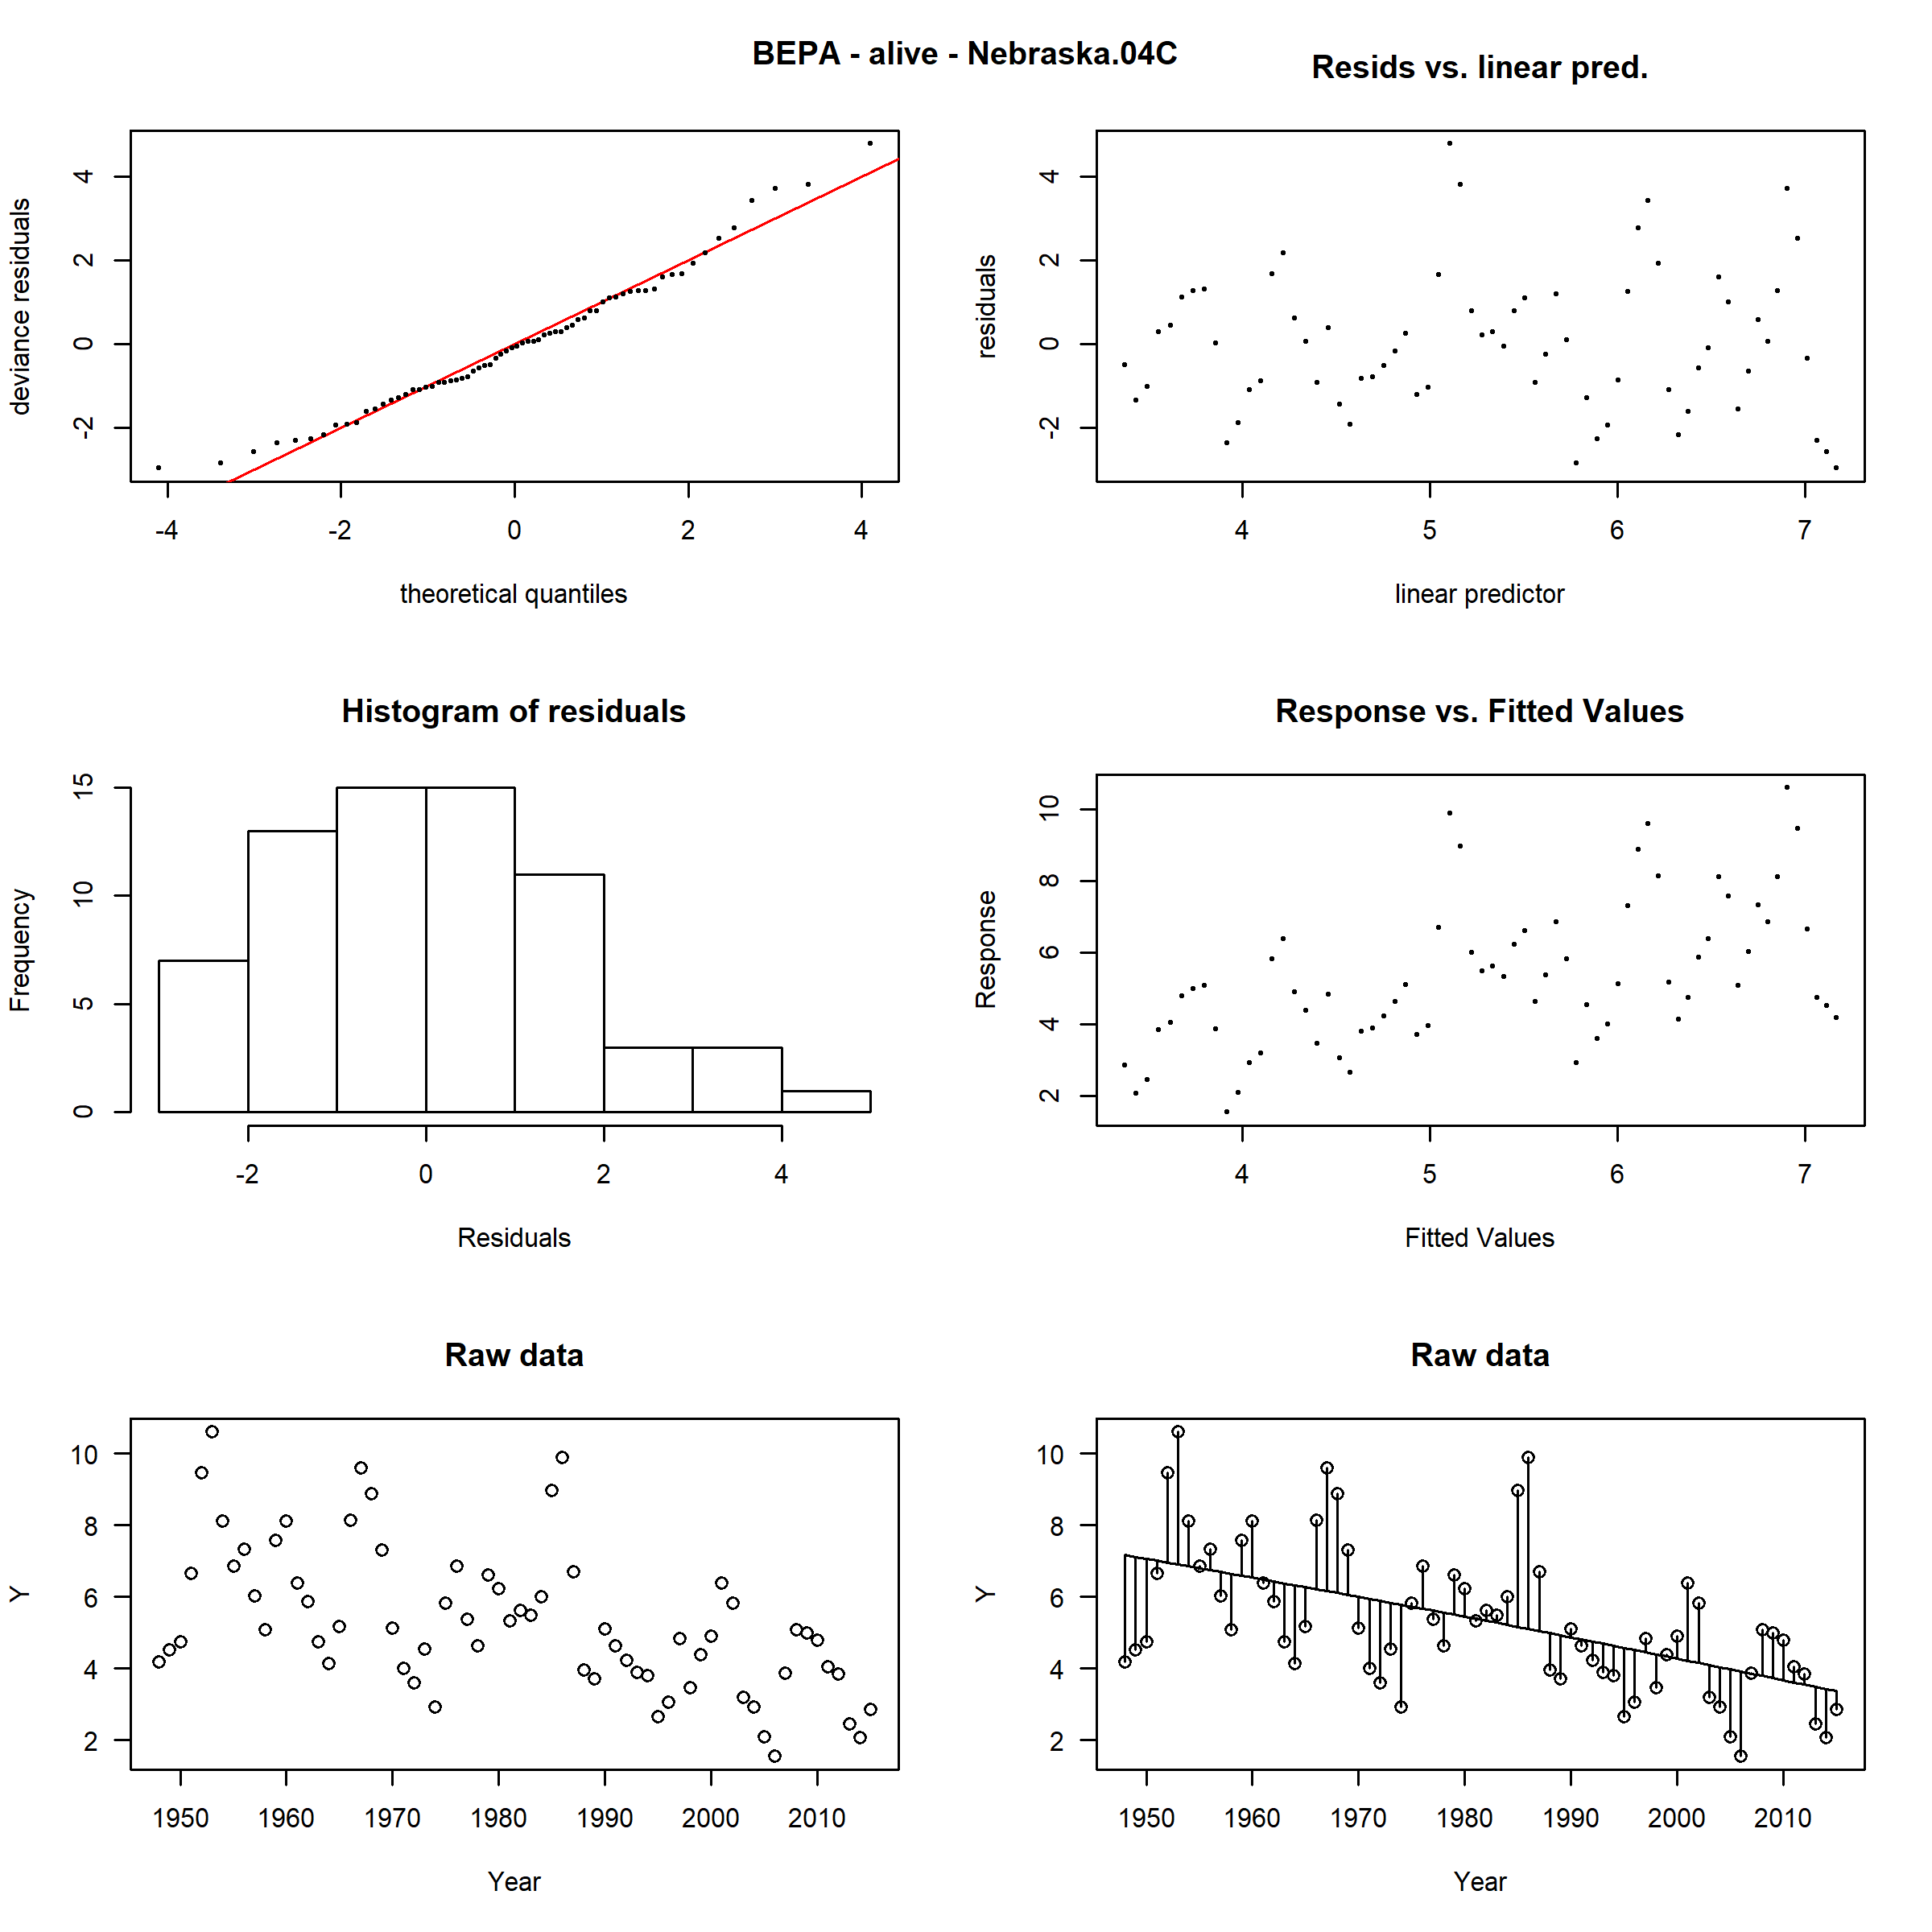 BEPA - alive - Nebraska.04C
Resids vs. linear pred.
deviance residuals
4
2
0
-2
-4 -2 0 2 4
theoretical quantiles
residuals
4
2
0
-2
4 5 6 7
linear predictor
Histogram of residuals
Frequency
15
10
5
0
-2 0 2 4
Residuals
Response vs. Fitted Values
Response
10
8
6
4
2
4 5 6 7
Fitted Values
Raw data
Y
10
8
6
4
2
1950 1960 1970 1980 1990 2000 2010
Year
Raw data
Y
10
8
6
4
2
1950 1960 1970 1980 1990 2000 2010
Year